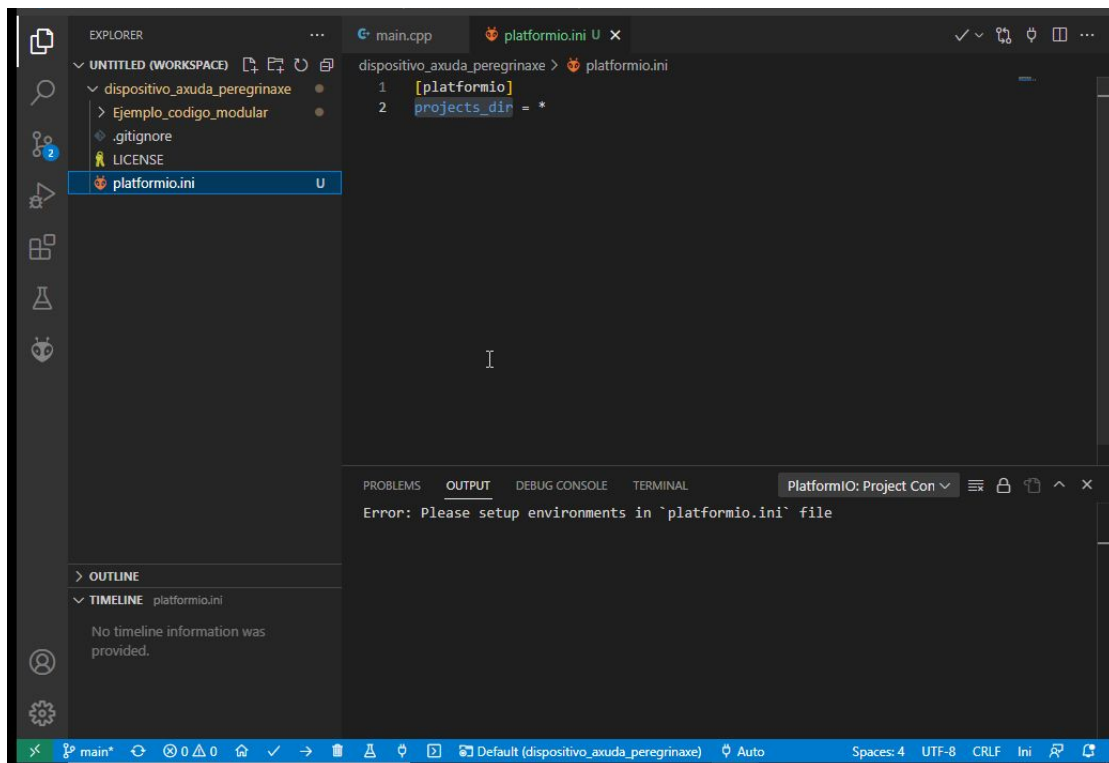 EXPLORER
UNTITLED (WORKSPACE)
dispositivo_axuda_peregrinaxe
Ejemplo_codigo_modular
.gitignore
LICENSE
platformio.ini U
OUTLINE
TIMELINE platformio.ini
No timeline information was
provided.
main.cpp platformio.ini U
dispositivo_axuda_peregrinaxe > platformio.ini
1 [platformio]
2 projects_dir = *
PROBLEMS OUTPUT DEBUG CONSOLE TERMINAL PlatformIO: Project Con
Error: Please setup environments in `platformio.ini` file
2
main* 0 0 Default (dispositivo_axuda_peregrinaxe) Auto Spaces: 4 UTF-8 CRLF Ini